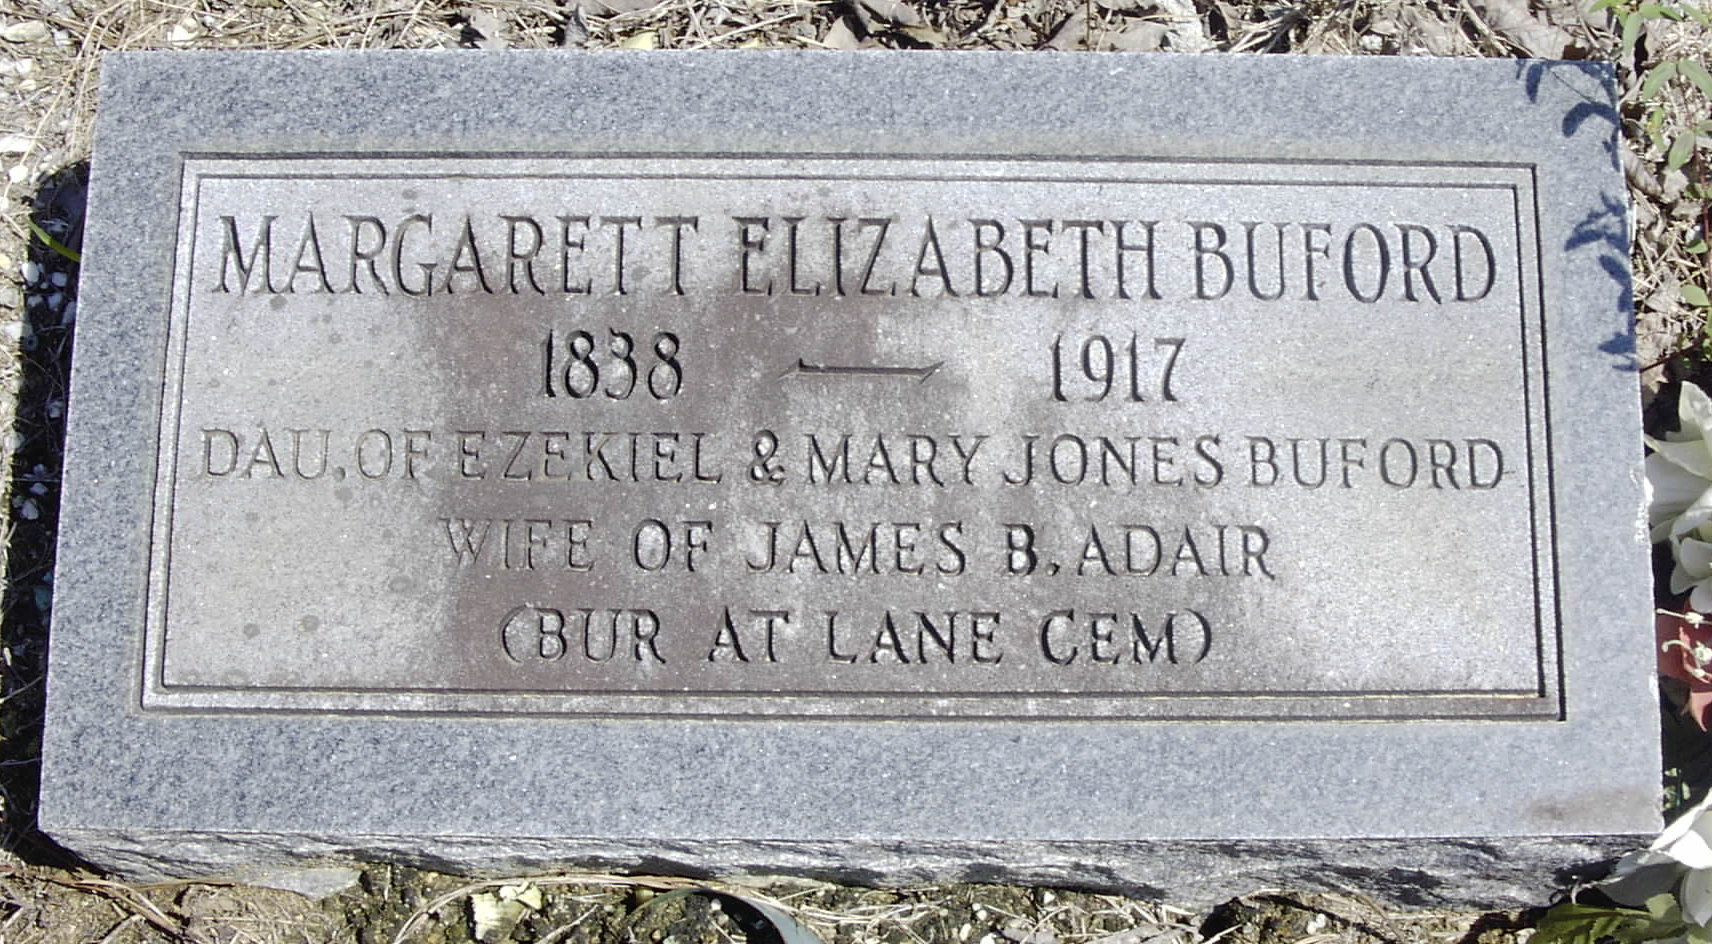 MARGARETT ELIZABETH BUFORD
1838 — 1917
DAU. OF EZEKIEL & MARY JONES BUFORD
WIFE OF JAMES B. ADAIR
(BUR AT LANE CEM)